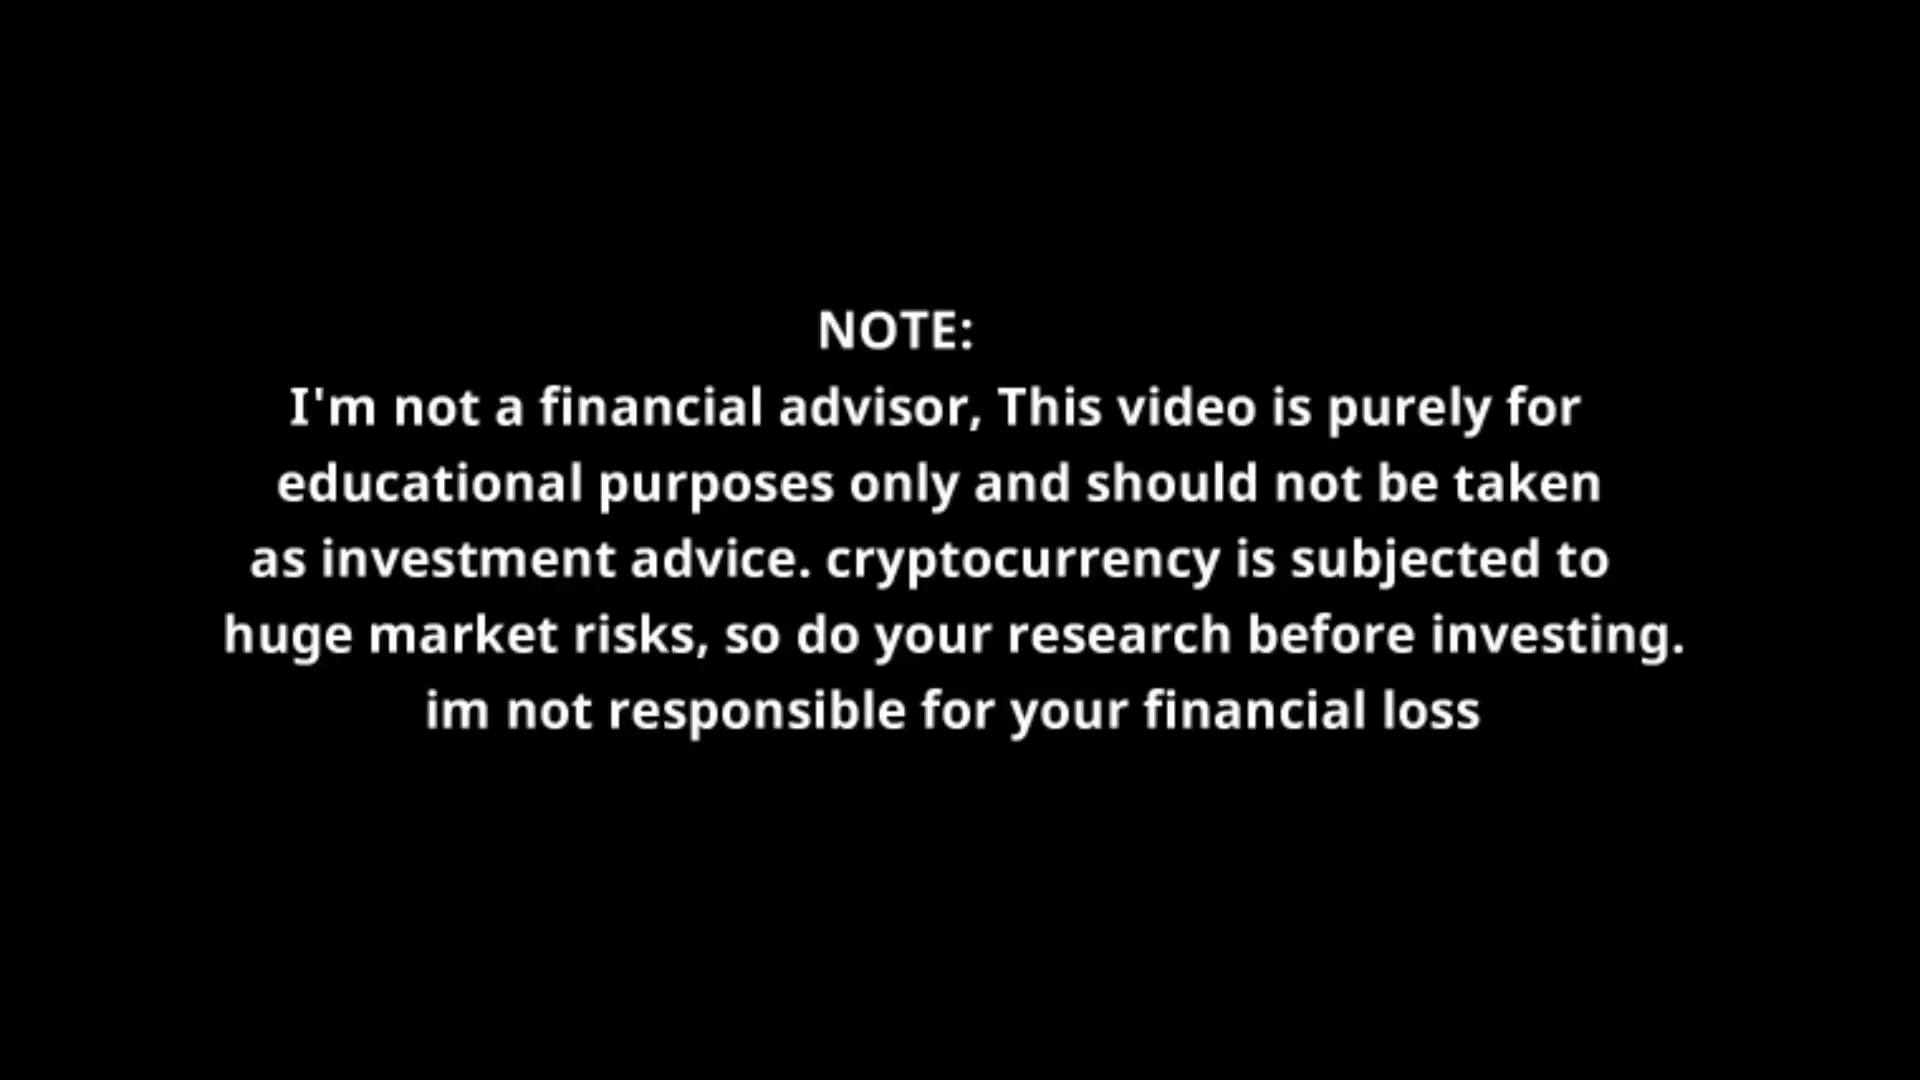 NOTE:
I'm not a financial advisor, This video is purely for
educational purposes only and should not be taken
as investment advice. cryptocurrency is subjected to
huge market risks, so do your research before investing.
im not responsible for your financial loss